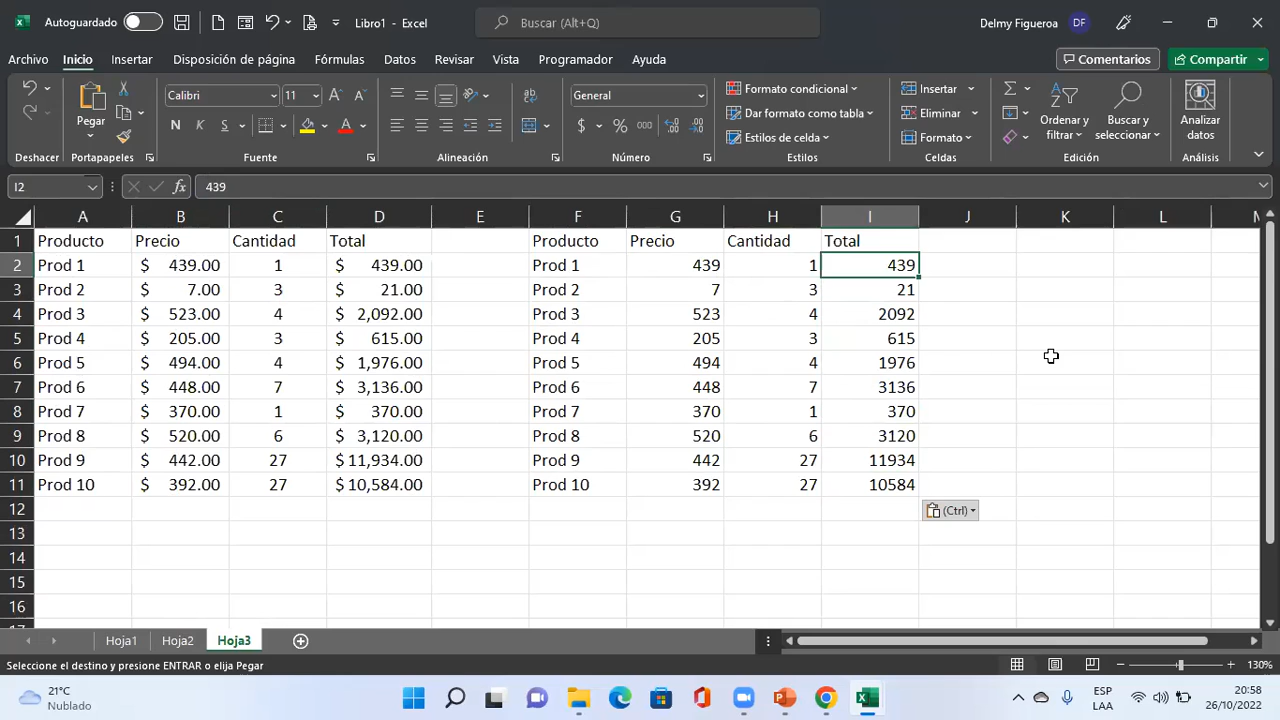 Autoguardado
Libro1 - Excel
Buscar (Alt+Q)
Delmy Figueroa
DF
Archivo Inicio Insertar Disposición de página Fórmulas Datos Revisar Vista Programador Ayuda
Comentarios
Compartir
Pegar
Calibri 11
N K S
General
$ % 000
Formato condicional
Dar formato como tabla
Estilos de celda
Insertar
Eliminar
Formato
Ordenar y filtrar
Buscar y seleccionar
Analizar datos
Deshacer Portapapeles Fuente Alineación Número Estilos Celdas Edición Análisis
I2 fx 439
A B C D E F G H I J K L M
1 Producto Precio Cantidad Total Producto Precio Cantidad Total
2 Prod 1 $ 439.00 1 $ 439.00 Prod 1 439 1 439
3 Prod 2 $ 7.00 3 $ 21.00 Prod 2 7 3 21
4 Prod 3 $ 523.00 4 $ 2,092.00 Prod 3 523 4 2092
5 Prod 4 $ 205.00 3 $ 615.00 Prod 4 205 3 615
6 Prod 5 $ 494.00 4 $ 1,976.00 Prod 5 494 4 1976
7 Prod 6 $ 448.00 7 $ 3,136.00 Prod 6 448 7 3136
8 Prod 7 $ 370.00 1 $ 370.00 Prod 7 370 1 370
9 Prod 8 $ 520.00 6 $ 3,120.00 Prod 8 520 6 3120
10 Prod 9 $ 442.00 27 $ 11,934.00 Prod 9 442 27 11934
11 Prod 10 $ 392.00 27 $ 10,584.00 Prod 10 392 27 10584
12 (Ctrl)
13
14
15
16
17
Hoja1 Hoja2 Hoja3
Seleccione el destino y presione ENTRAR o elija Pegar
130%
21°C
Nublado
ESP
LAA
20:58
26/10/2022